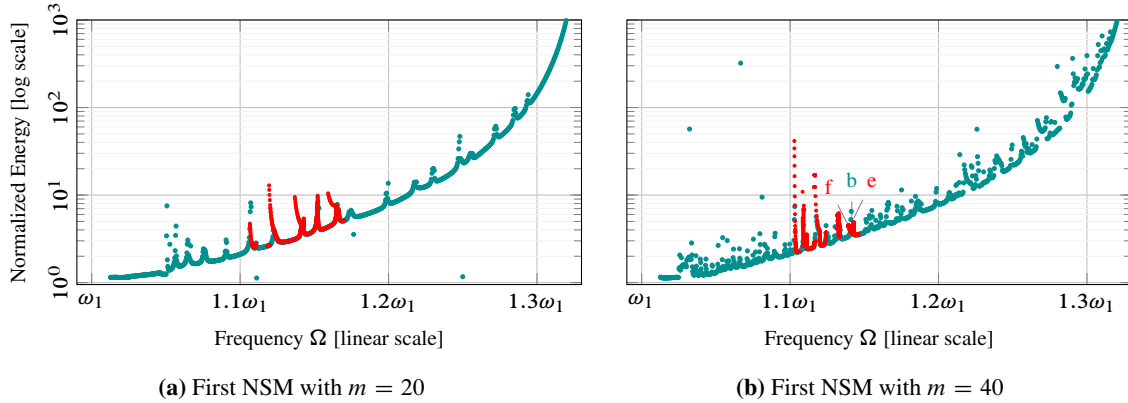 Normalized Energy [log scale]
10³
10²
10¹
10⁰
ω₁
1.1ω₁
1.2ω₁
1.3ω₁
Frequency Ω [linear scale]
(a) First NSM with m = 20
f
b
e
ω₁
1.1ω₁
1.2ω₁
1.3ω₁
Frequency Ω [linear scale]
(b) First NSM with m = 40